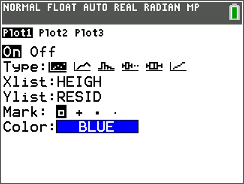 NORMAL FLOAT AUTO REAL RADIAN MP
Plot1 Plot2 Plot3
On Off
Type:
Xlist:HEIGH
Ylist:RESID
Mark: + · ·
Color: BLUE